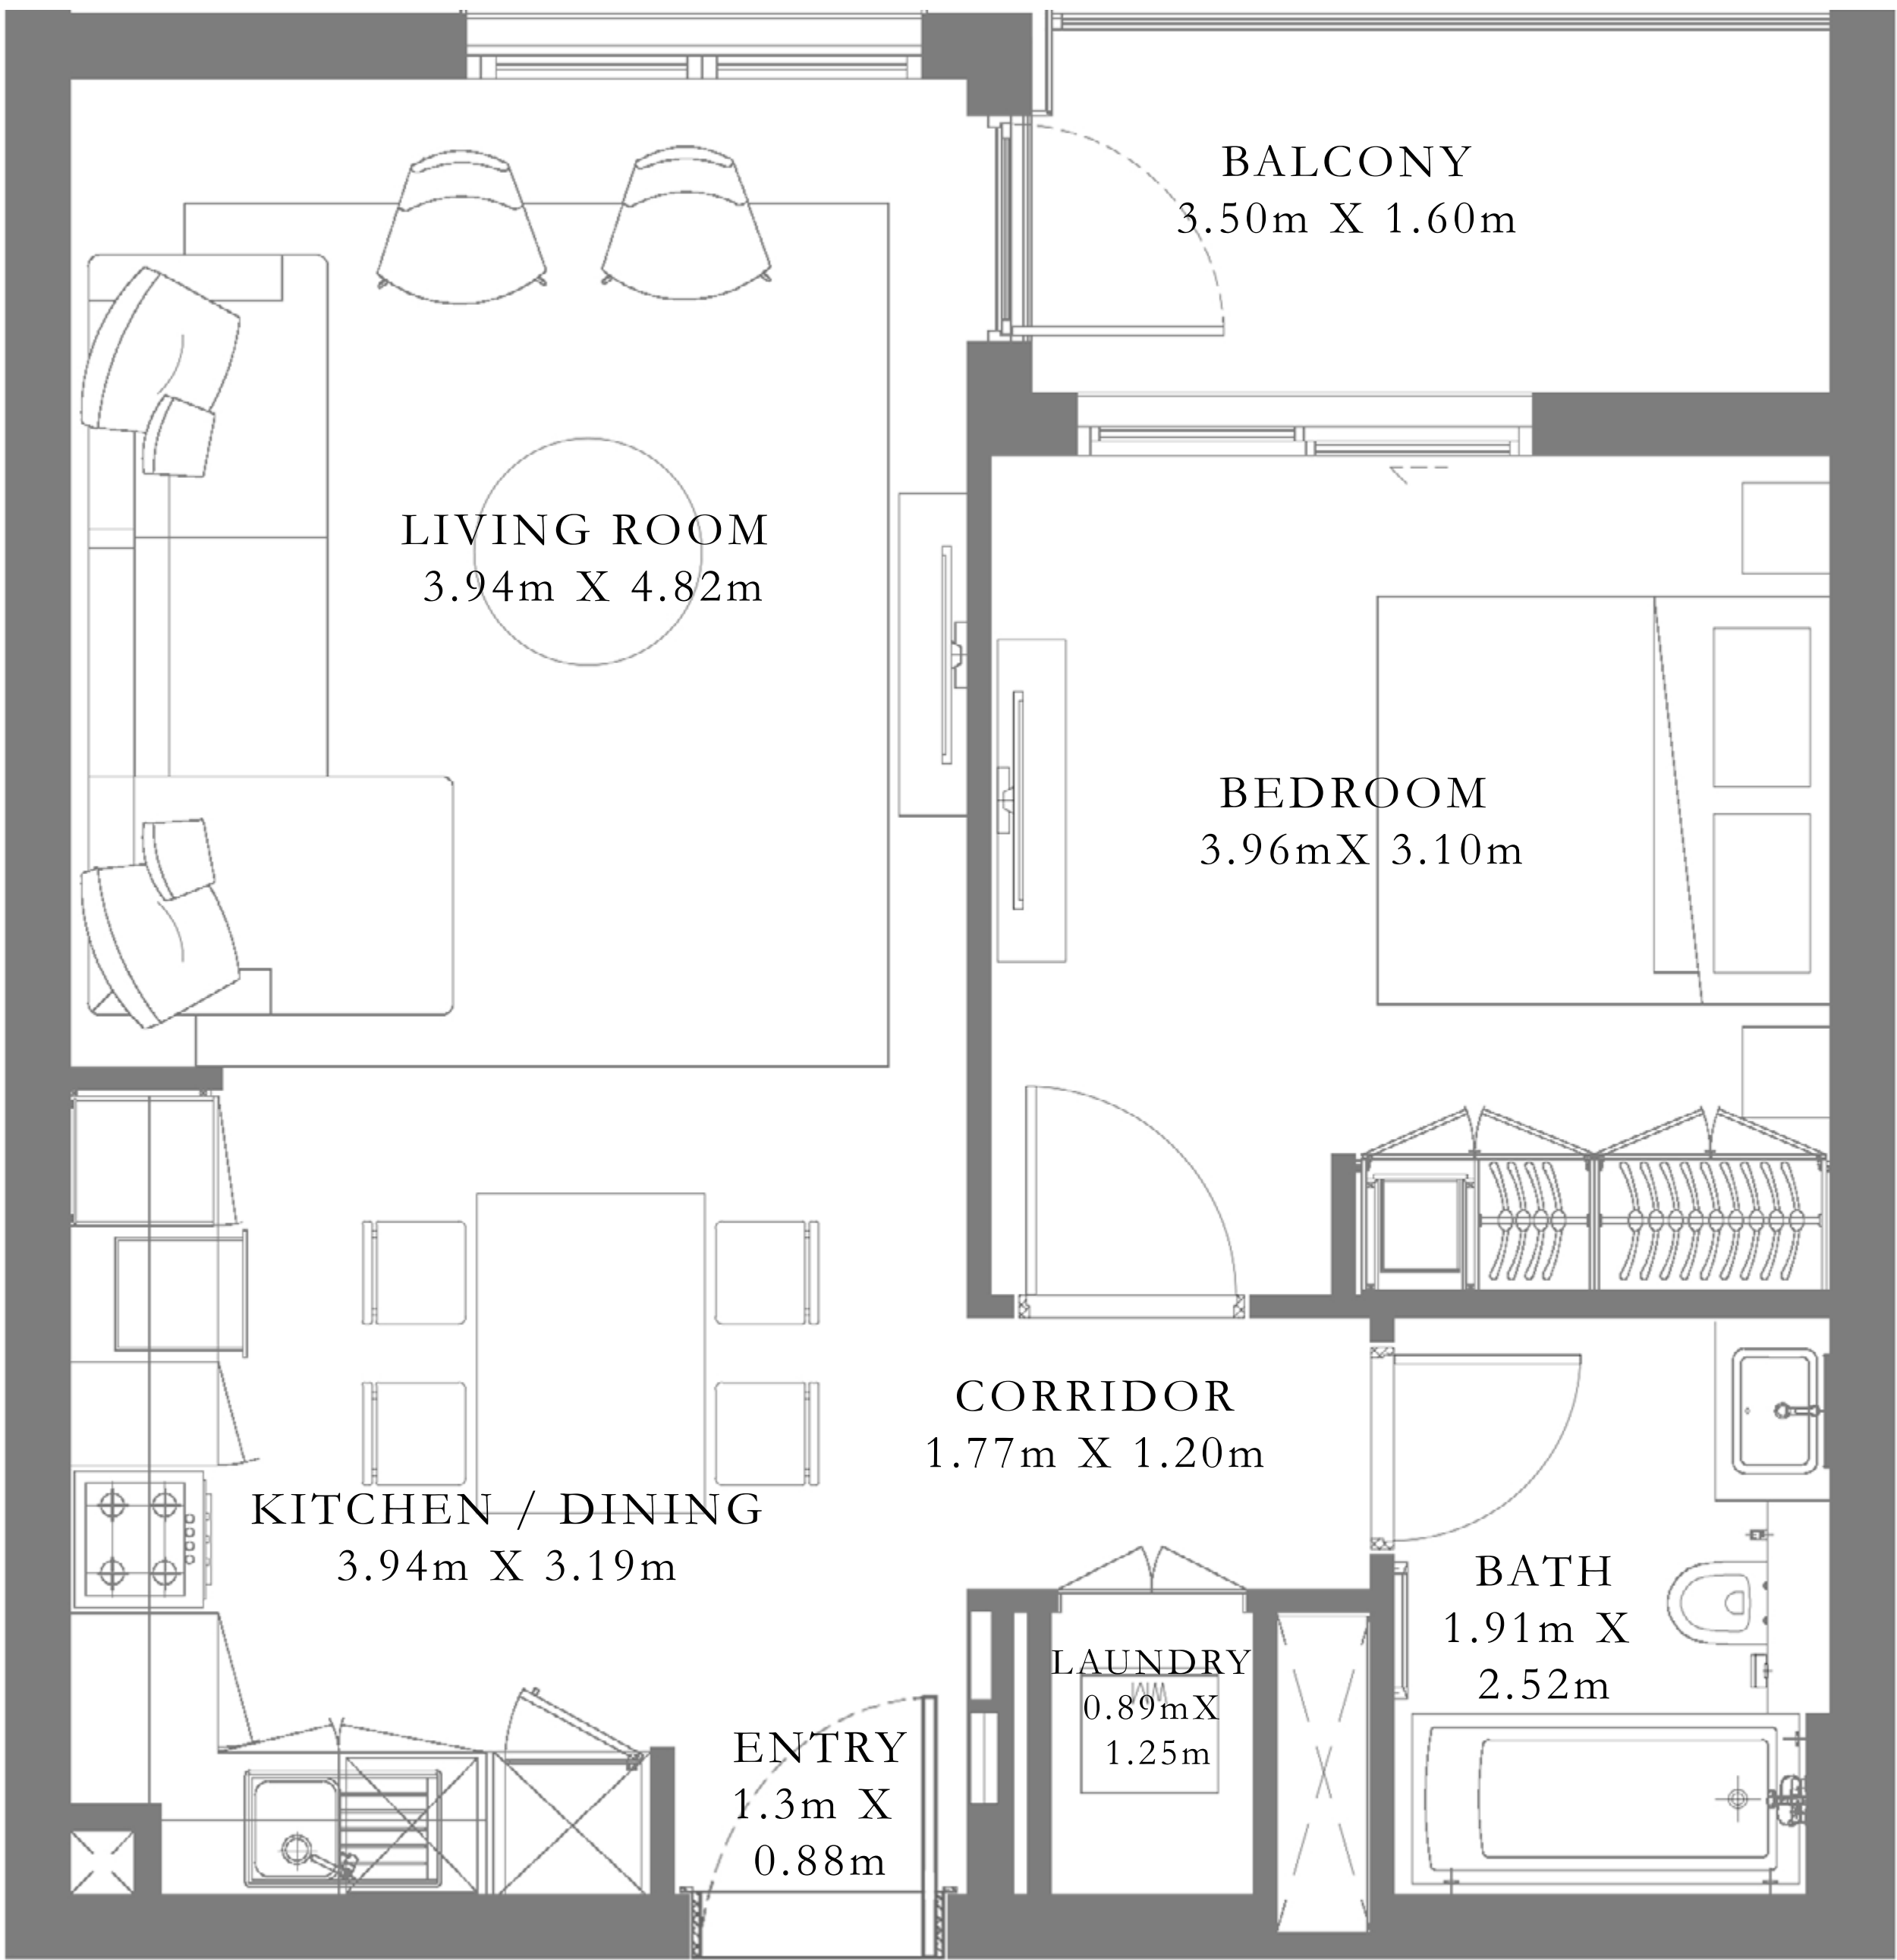 BALCONY
3.50m X 1.60m
LIVING ROOM
3.94m X 4.82m
BEDROOM
3.96mX 3.10m
CORRIDOR
1.77m X 1.20m
KITCHEN / DINING
3.94m X 3.19m
BATH
1.91m X
2.52m
LAUNDRY
WM
0.89mX
1.25m
ENTRY
1.3m X
0.88m